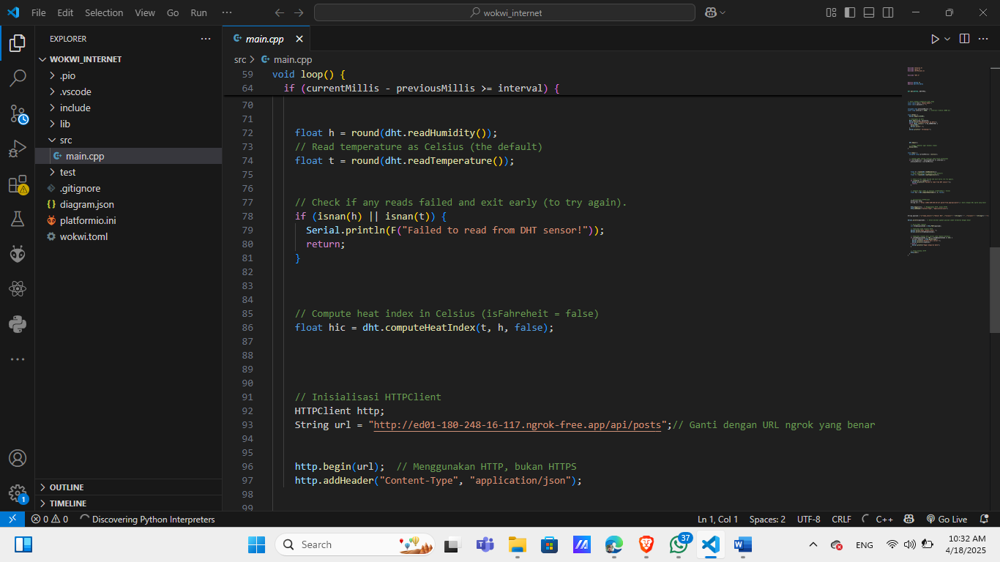 File Edit Selection View Go Run ···
wokwi_internet
EXPLORER
WOKWI_INTERNET
.pio
.vscode
include
lib
src
main.cpp
test
.gitignore
diagram.json
platformio.ini
wokwi.toml
OUTLINE
TIMELINE
main.cpp
src > main.cpp
59 void loop() {
64 if (currentMillis - previousMillis >= interval) {
70
71
72 float h = round(dht.readHumidity());
73 // Read temperature as Celsius (the default)
74 float t = round(dht.readTemperature());
75
76
77 // Check if any reads failed and exit early (to try again).
78 if (isnan(h) || isnan(t)) {
79 Serial.println(F("Failed to read from DHT sensor!"));
80 return;
81 }
82
83
84
85 // Compute heat index in Celsius (isFahreheit = false)
86 float hic = dht.computeHeatIndex(t, h, false);
87
88
89
90
91 // Inisialisasi HTTPClient
92 HTTPClient http;
93 String url = "http://ed01-180-248-16-117.ngrok-free.app/api/posts";// Ganti dengan URL ngrok yang benar
94
95
96 http.begin(url);  // Menggunakan HTTP, bukan HTTPS
97 http.addHeader("Content-Type", "application/json");
98
99
1
0 0 Discovering Python Interpreters
Ln 1, Col 1 Spaces: 2 UTF-8 CRLF C++ Go Live
Search
37
ENG
10:32 AM
4/18/2025